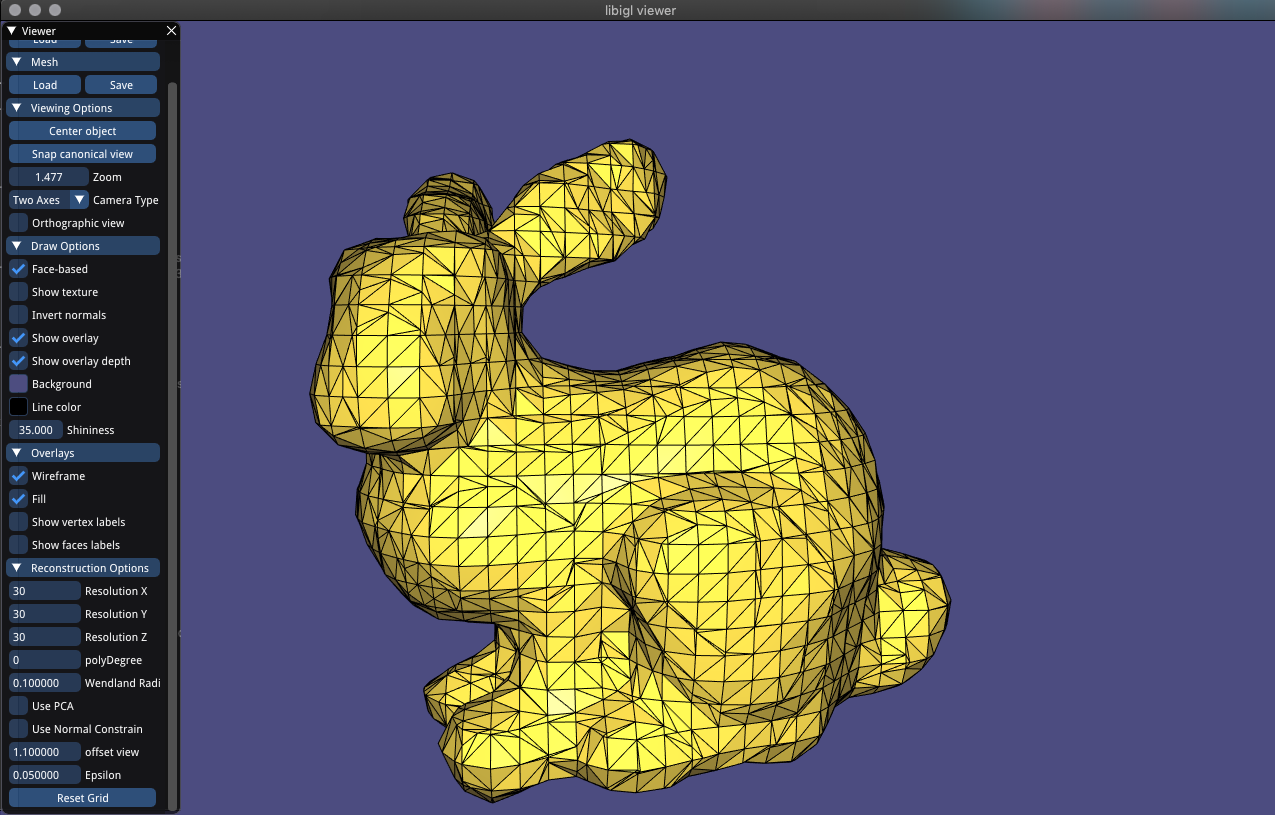 libigl viewer
Viewer
Load Save
Mesh
Load Save
Viewing Options
Center object
Snap canonical view
1.477 Zoom
Two Axes Camera Type
Orthographic view
Draw Options
Face-based
Show texture
Invert normals
Show overlay
Show overlay depth
Background
Line color
35.000 Shininess
Overlays
Wireframe
Fill
Show vertex labels
Show faces labels
Reconstruction Options
30 Resolution X
30 Resolution Y
30 Resolution Z
0 polyDegree
0.100000 Wendland Radi
Use PCA
Use Normal Constrain
1.100000 offset view
0.050000 Epsilon
Reset Grid